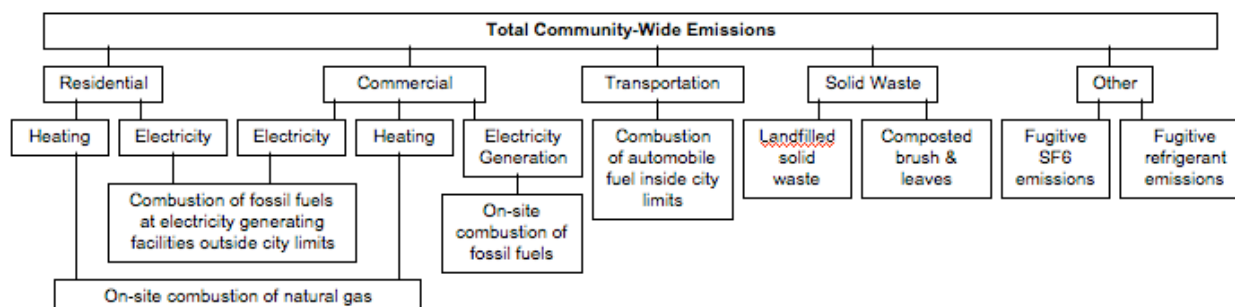 Total Community-Wide Emissions
Residential
Commercial
Transportation
Solid Waste
Other
Heating
Electricity
Electricity
Heating
Electricity
Generation
Combustion
of automobile
fuel inside city
limits
Landfilled
solid
waste
Composted
brush &
leaves
Fugitive
SF6
emissions
Fugitive
refrigerant
emissions
Combustion of fossil fuels
at electricity generating
facilities outside city limits
On-site
combustion of
fossil fuels
On-site combustion of natural gas